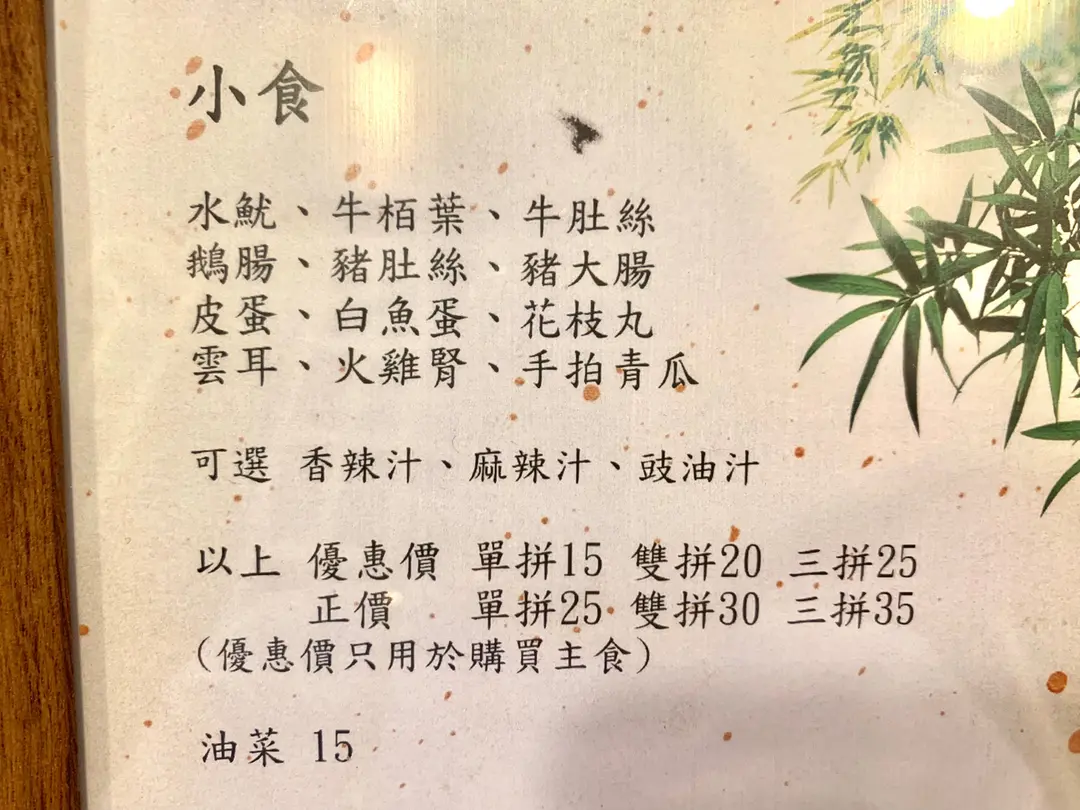 小食
水魷、牛栢葉、牛肚絲
鵝腸、豬肚絲、豬大腸
皮蛋、白魚蛋、花枝丸
雲耳、火雞腎、手拍青瓜
可選 香辣汁、麻辣汁、豉油汁
以上 優惠價 單拼15 雙拼20 三拼25
正價 單拼25 雙拼30 三拼35
(優惠價只用於購買主食)
油菜 15